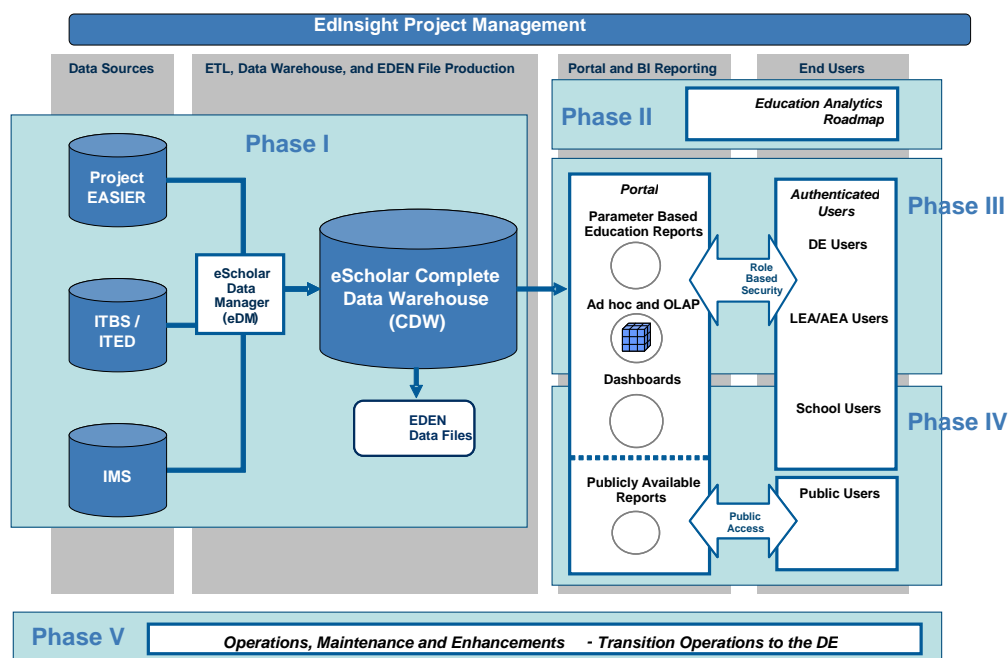 EdInsight Project Management
Data Sources
ETL, Data Warehouse, and EDEN File Production
Portal and BI Reporting
End Users
Phase I
Project
EASIER
ITBS /
ITED
IMS
eScholar
Data
Manager
(eDM)
eScholar Complete
Data Warehouse
(CDW)
EDEN
Data Files
Phase II
Education Analytics
Roadmap
Phase III
Portal
Parameter Based
Education Reports
Ad hoc and OLAP
Dashboards
Publicly Available
Reports
Role
Based
Security
Public
Access
Authenticated
Users
DE Users
LEA/AEA Users
School Users
Public Users
Phase IV
Phase V
Operations, Maintenance and Enhancements - Transition Operations to the DE